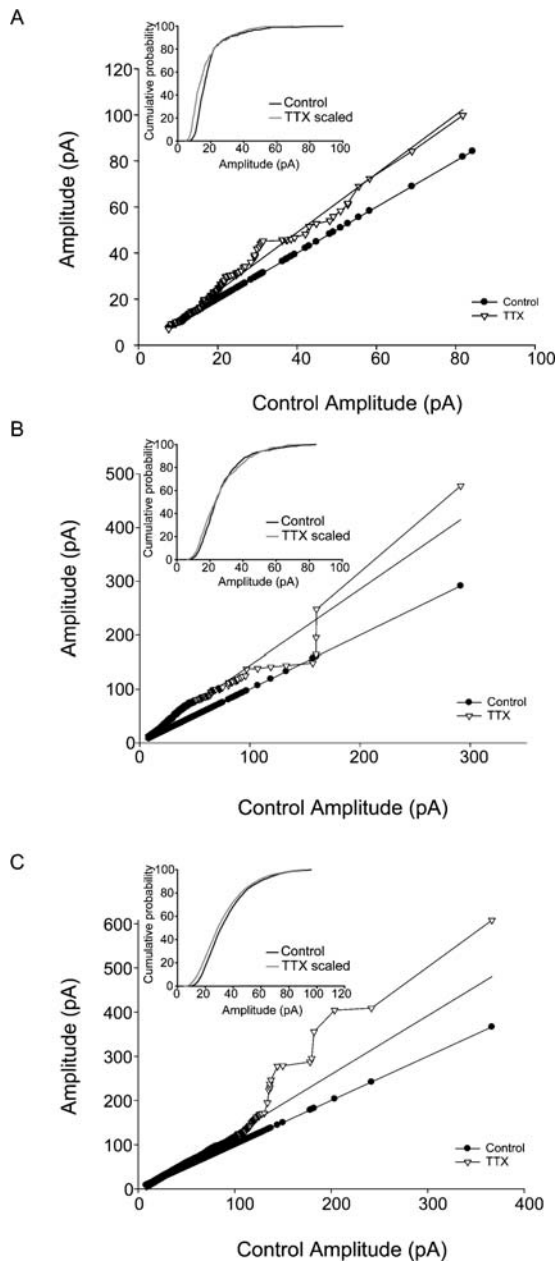 A
Cumulative probability
100
80
60
40
20
0
Control
TTX scaled
0 20 40 60 80 100
Amplitude (pA)
Amplitude (pA)
120
100
80
60
40
20
0
Control
TTX
0 20 40 60 80 100
Control Amplitude (pA)
B
Cumulative probability
100
80
60
40
20
0
Control
TTX scaled
0 20 40 60 80 100
Amplitude (pA)
Amplitude (pA)
500
400
300
200
100
0
Control
TTX
0 100 200 300
Control Amplitude (pA)
C
Cumulative probability
100
80
60
40
20
0
Control
TTX scaled
0 20 40 60 80 100 120
Amplitude (pA)
Amplitude (pA)
600
500
400
300
200
100
0
Control
TTX
0 100 200 300 400
Control Amplitude (pA)